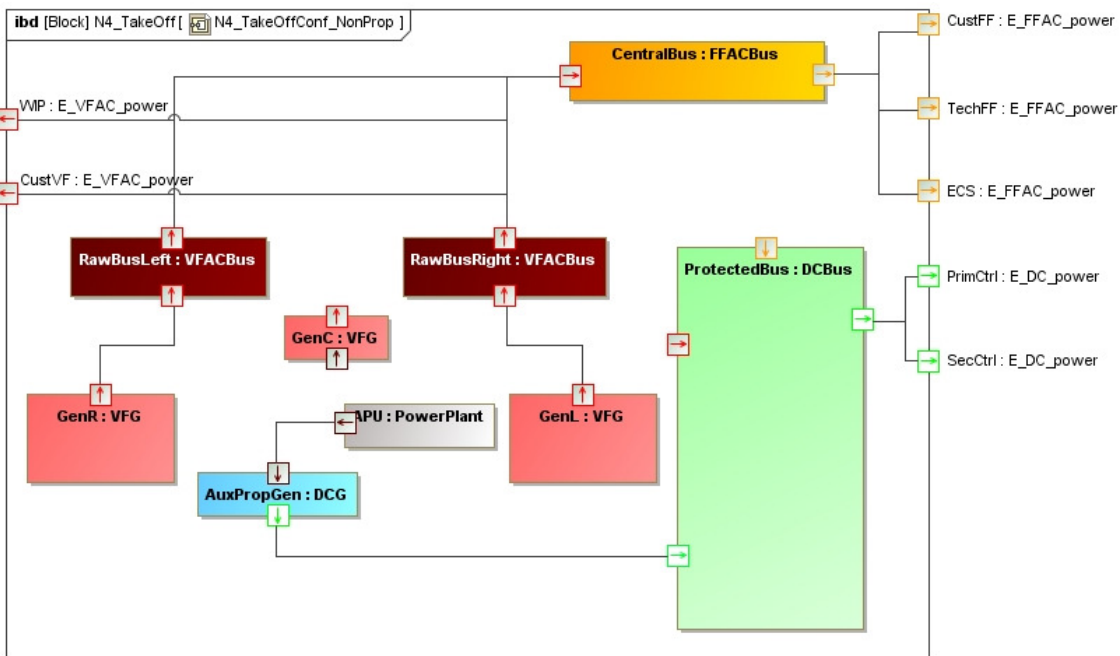 ibd [Block] N4_TakeOff [ N4_TakeOffConf_NonProp ]
CustFF : E_FFAC_power
CentralBus : FFACBus
WIP : E_VFAC_power
TechFF : E_FFAC_power
CustVF : E_VFAC_power
ECS : E_FFAC_power
RawBusLeft : VFACBus
RawBusRight : VFACBus
ProtectedBus : DCBus
PrimCtrl : E_DC_power
GenC : VFG
SecCtrl : E_DC_power
GenR : VFG
APU : PowerPlant
GenL : VFG
AuxPropGen : DCG